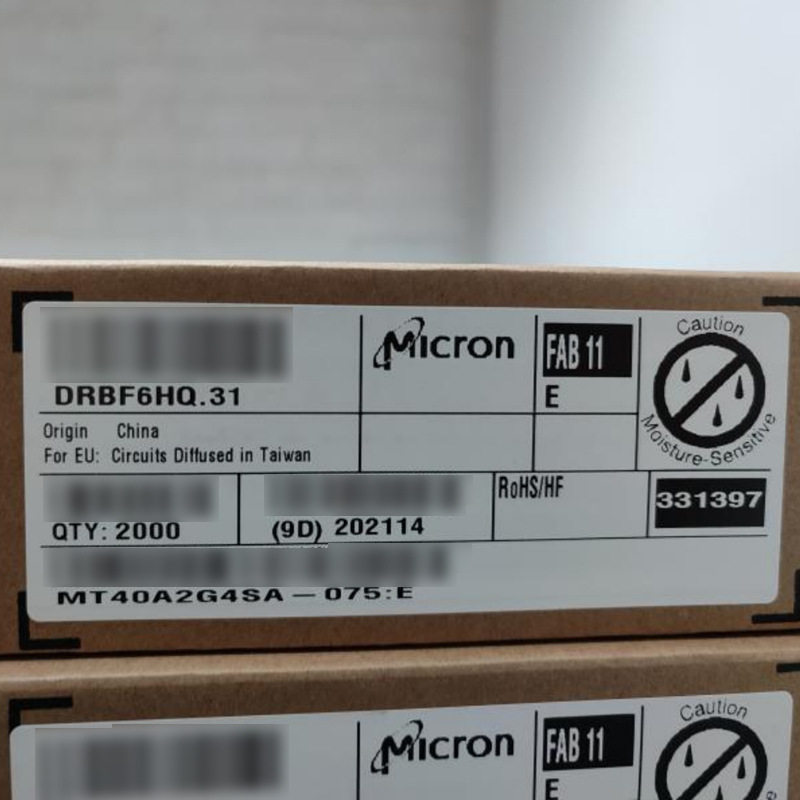 DRBF6HQ.31
Micron
FAB 11
E
Caution
Moisture-Sensitive
Origin China
For EU: Circuits Diffused in Taiwan
QTY: 2000
(9D) 202114
RoHS/HF
331397
MT40A2G4SA – 075:E
Micron
FAB 11
E
Caution